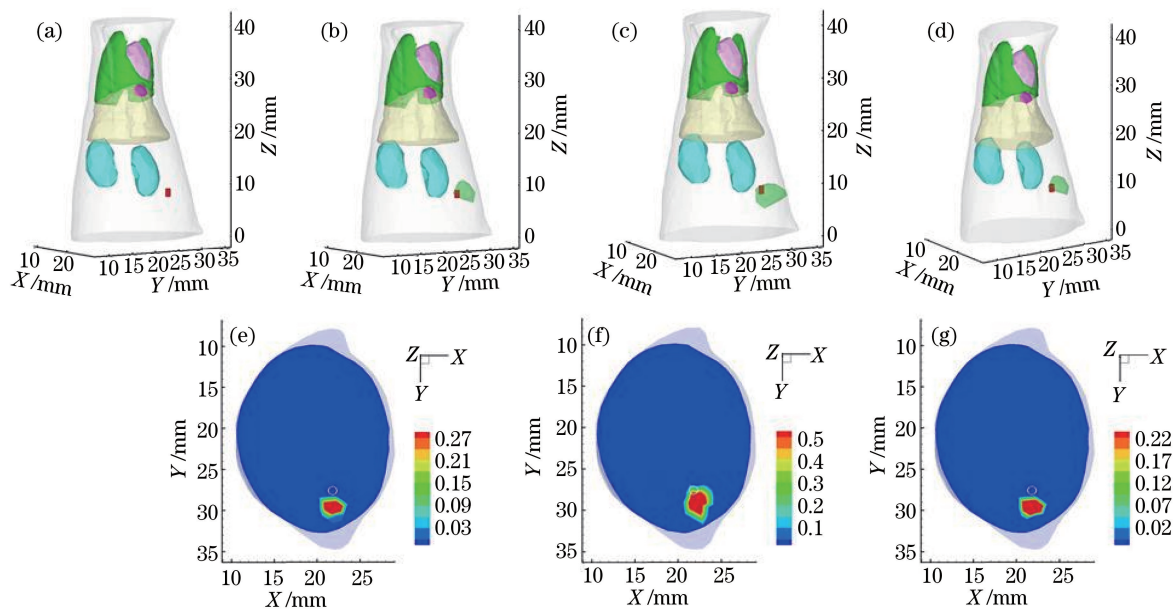 (a)
40
30
20
10
0
Z /mm
10
20
X /mm
10 15 20 25 30 35
Y /mm
(b)
40
30
20
10
0
Z /mm
10
20
X /mm
10 15 20 25 30 35
Y /mm
(c)
40
30
20
10
0
Z /mm
10
20
X /mm
10 15 20 25 30 35
Y /mm
(d)
40
30
20
10
0
Z /mm
10
20
X /mm
10 15 20 25 30 35
Y /mm
(e)
10
15
20
25
30
35
Y /mm
10 15 20 25
X /mm
Z X
Y
0.27
0.21
0.15
0.09
0.03
(f)
10
15
20
25
30
35
Y /mm
10 15 20 25
X /mm
Z X
Y
0.5
0.4
0.3
0.2
0.1
(g)
10
15
20
25
30
35
Y /mm
10 15 20 25
X /mm
Z X
Y
0.22
0.17
0.12
0.07
0.02